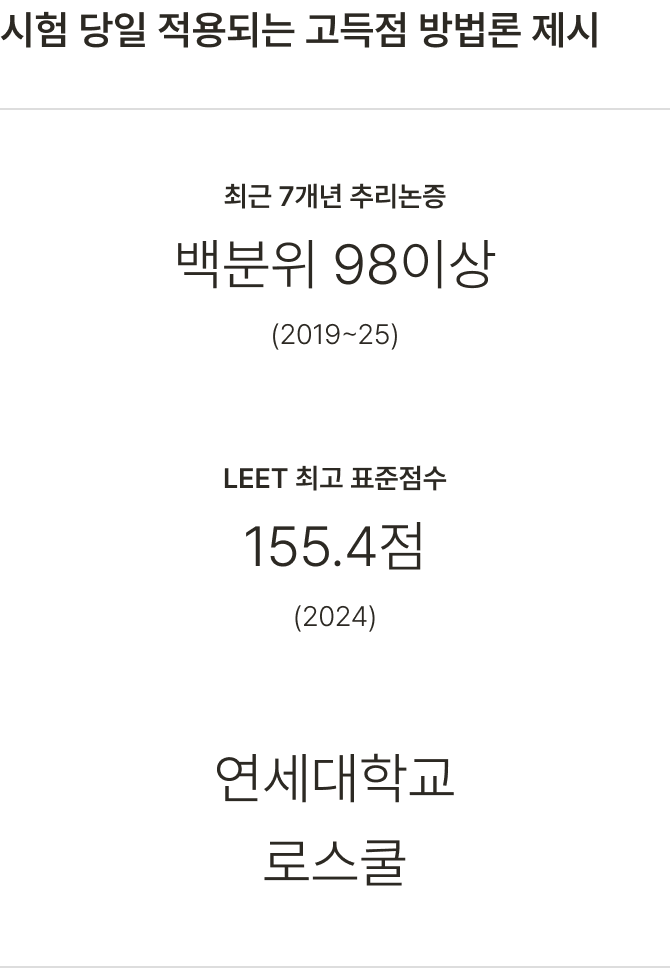 시험 당일 적용되는 고득점 방법론 제시
최근 7개년 추리논증
백분위 98이상
(2019~25)
LEET 최고 표준점수
155.4점
(2024)
연세대학교
로스쿨